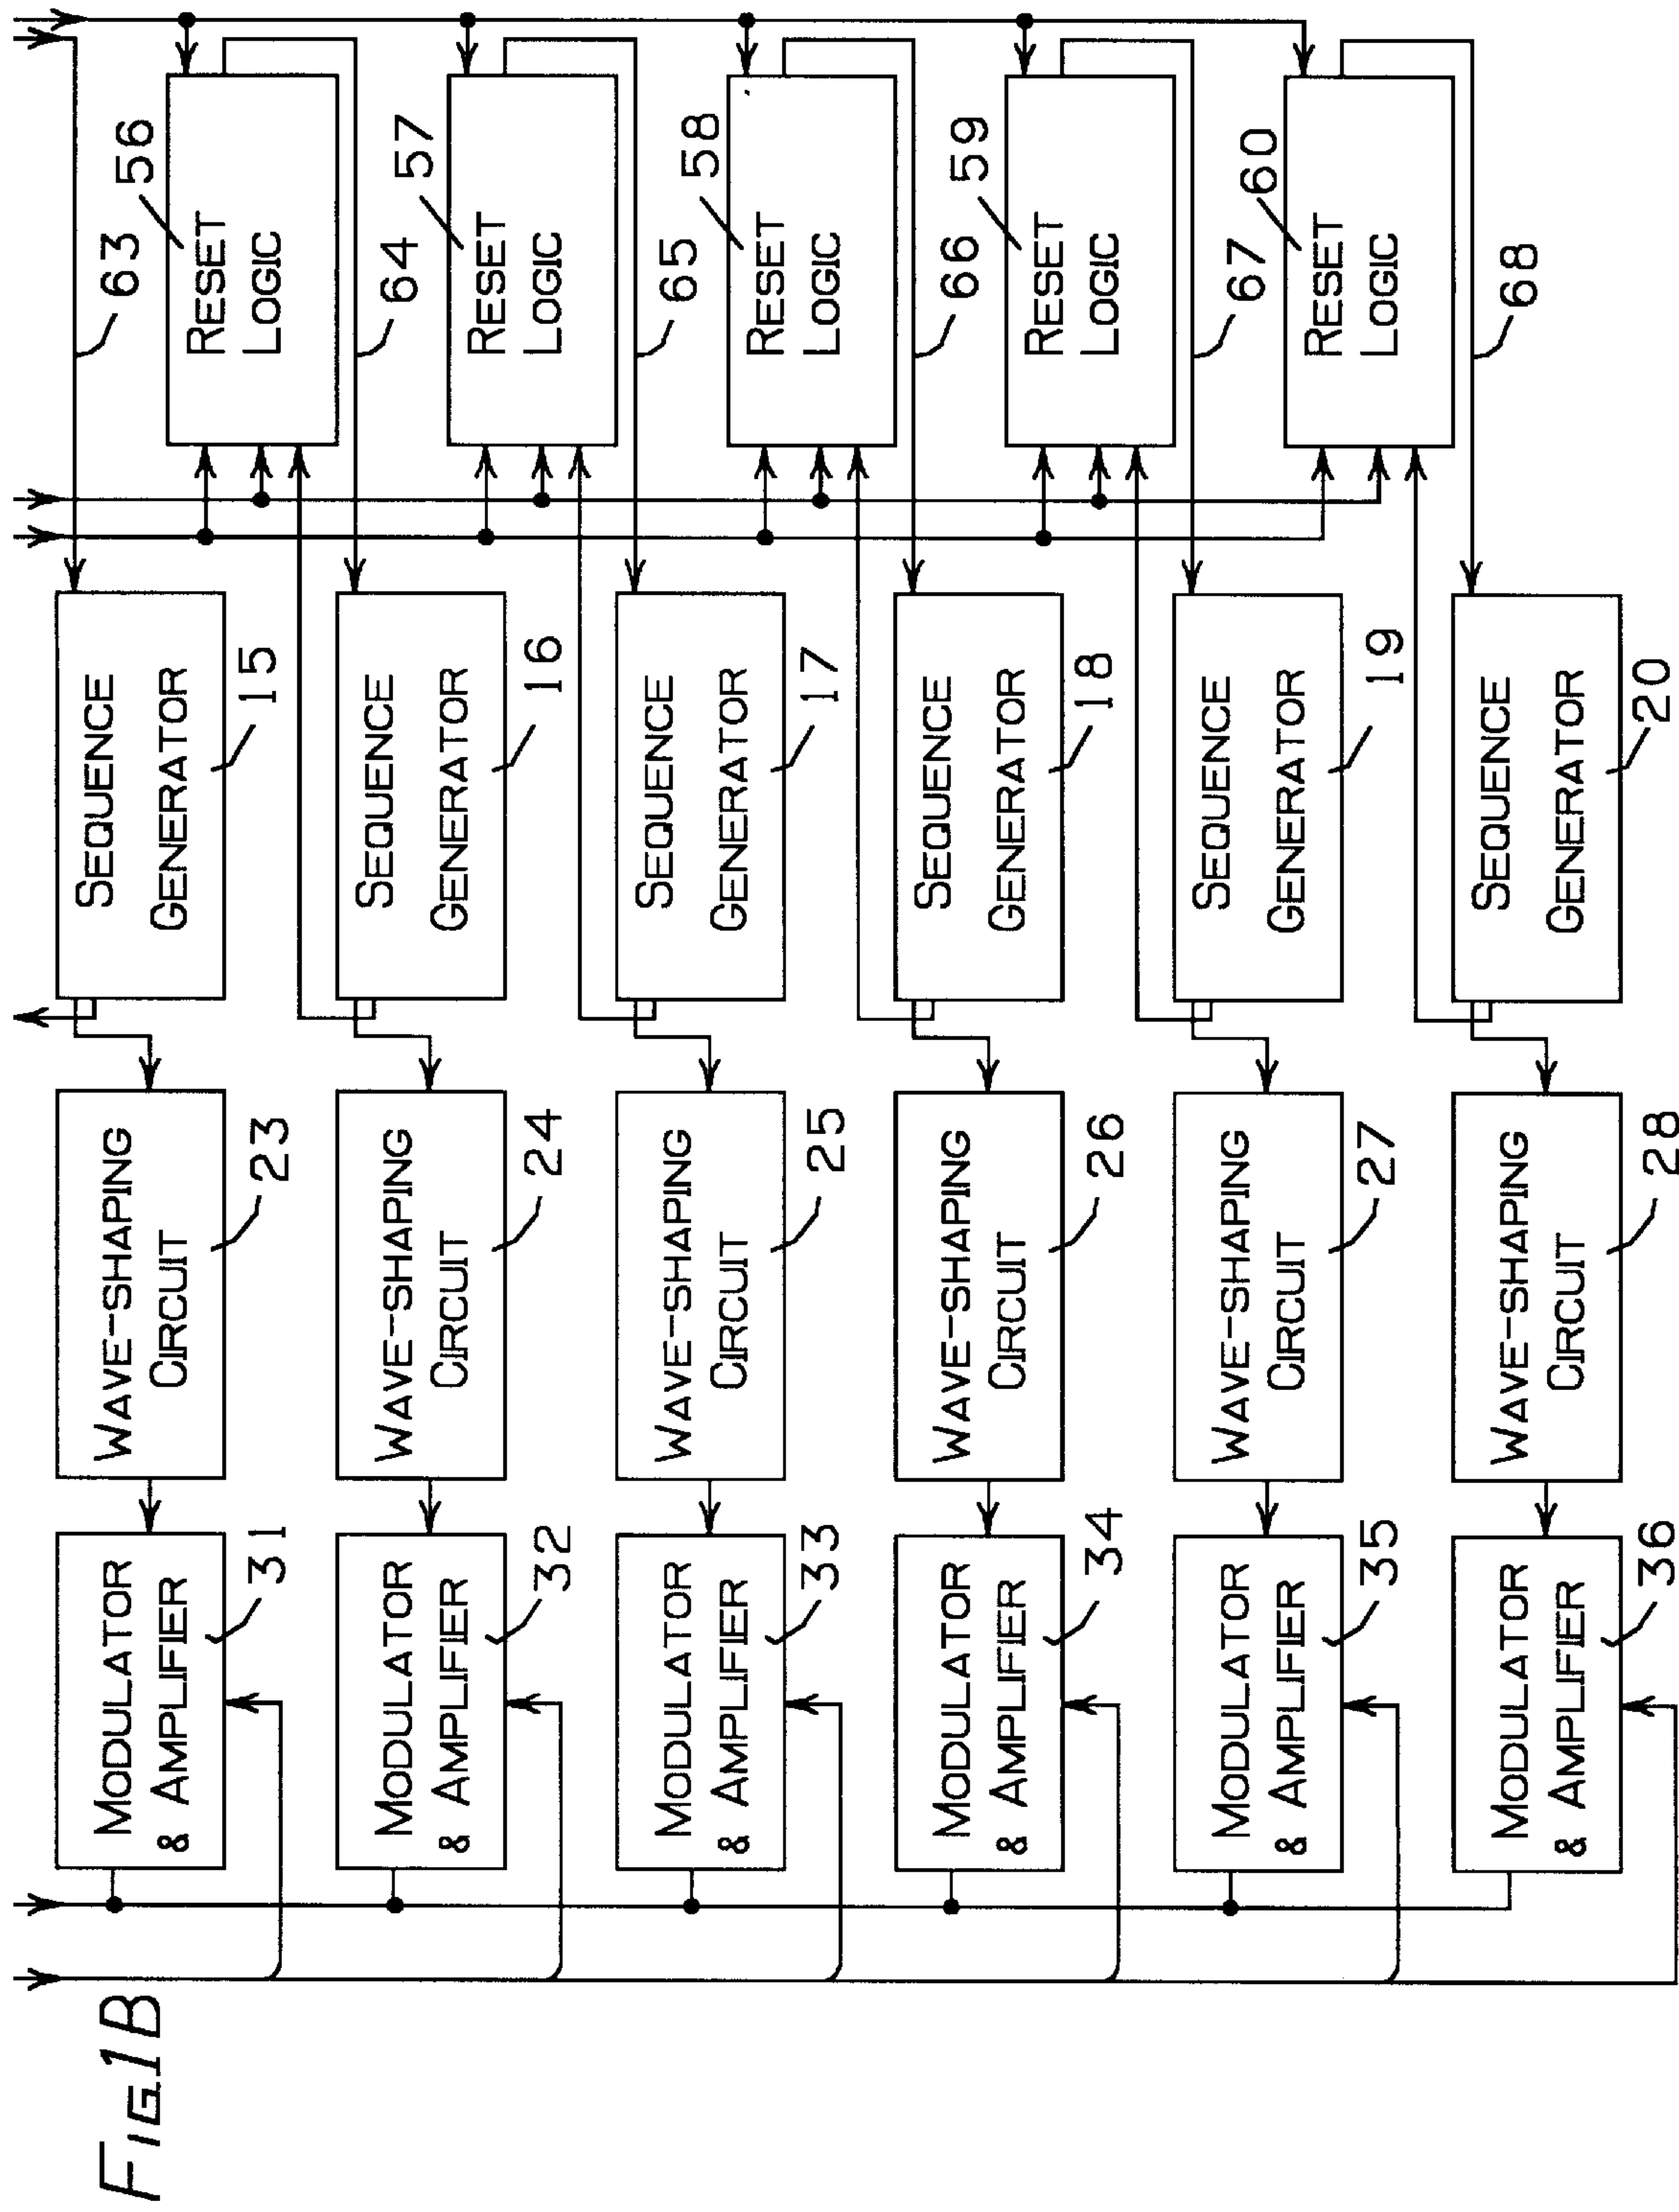 FIG.1B
MODULATOR
& AMPLIFIER
31
WAVE-SHAPING
CIRCUIT
23
SEQUENCE
GENERATOR
15
63
RESET
LOGIC
56
MODULATOR
& AMPLIFIER
32
WAVE-SHAPING
CIRCUIT
24
SEQUENCE
GENERATOR
16
64
RESET
LOGIC
57
MODULATOR
& AMPLIFIER
33
WAVE-SHAPING
CIRCUIT
25
SEQUENCE
GENERATOR
17
65
RESET
LOGIC
58
MODULATOR
& AMPLIFIER
34
WAVE-SHAPING
CIRCUIT
26
SEQUENCE
GENERATOR
18
66
RESET
LOGIC
59
MODULATOR
& AMPLIFIER
35
WAVE-SHAPING
CIRCUIT
27
SEQUENCE
GENERATOR
19
67
RESET
LOGIC
60
MODULATOR
& AMPLIFIER
36
WAVE-SHAPING
CIRCUIT
28
SEQUENCE
GENERATOR
20
68